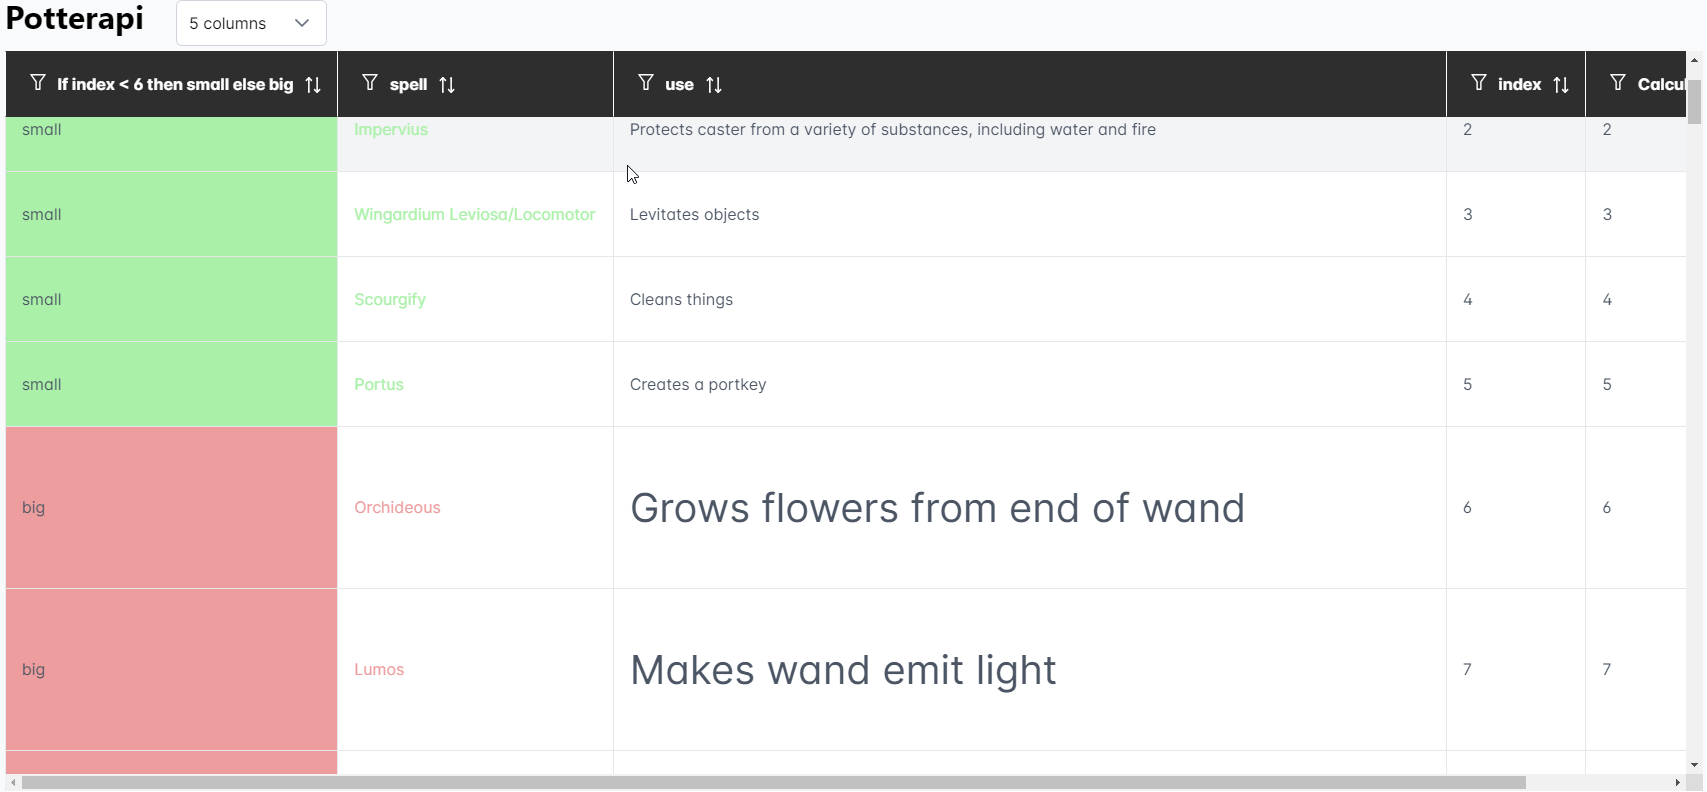 Potterapi 5 columns
If index < 6 then small else big spell use index Calcul
small Impervius Protects caster from a variety of substances, including water and fire 2 2
small Wingardium Leviosa/Locomotor Levitates objects 3 3
small Scourgify Cleans things 4 4
small Portus Creates a portkey 5 5
big Orchideous Grows flowers from end of wand 6 6
big Lumos Makes wand emit light 7 7